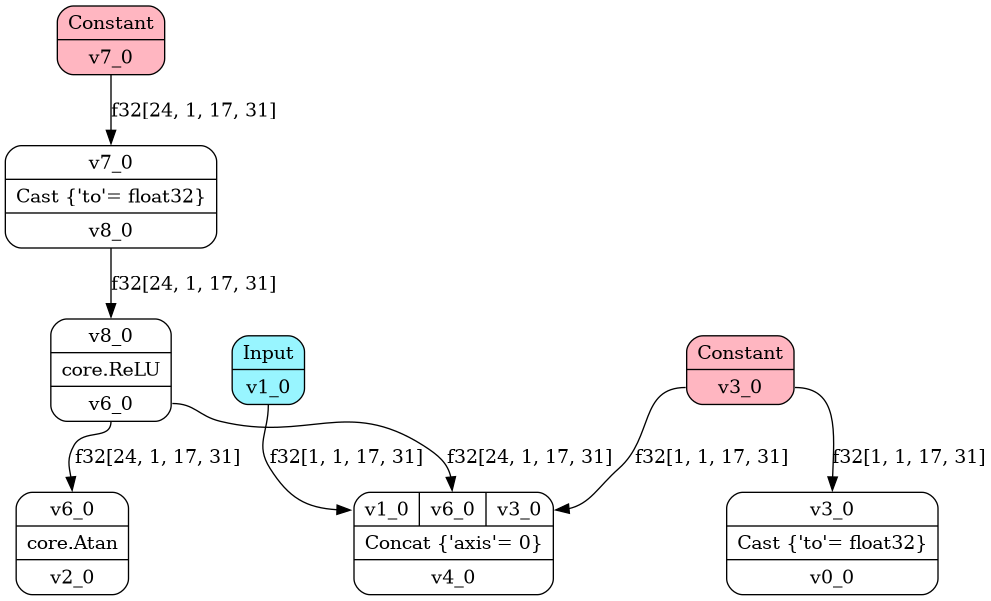 Constant
v7_0
f32[24, 1, 17, 31]
v7_0
Cast {'to'= float32}
v8_0
f32[24, 1, 17, 31]
v8_0
core.ReLU
v6_0
Input
v1_0
Constant
v3_0
f32[24, 1, 17, 31]
f32[1, 1, 17, 31]
f32[24, 1, 17, 31]
f32[1, 1, 17, 31]
f32[1, 1, 17, 31]
v6_0
core.Atan
v2_0
v1_0 v6_0 v3_0
Concat {'axis'= 0}
v4_0
v3_0
Cast {'to'= float32}
v0_0